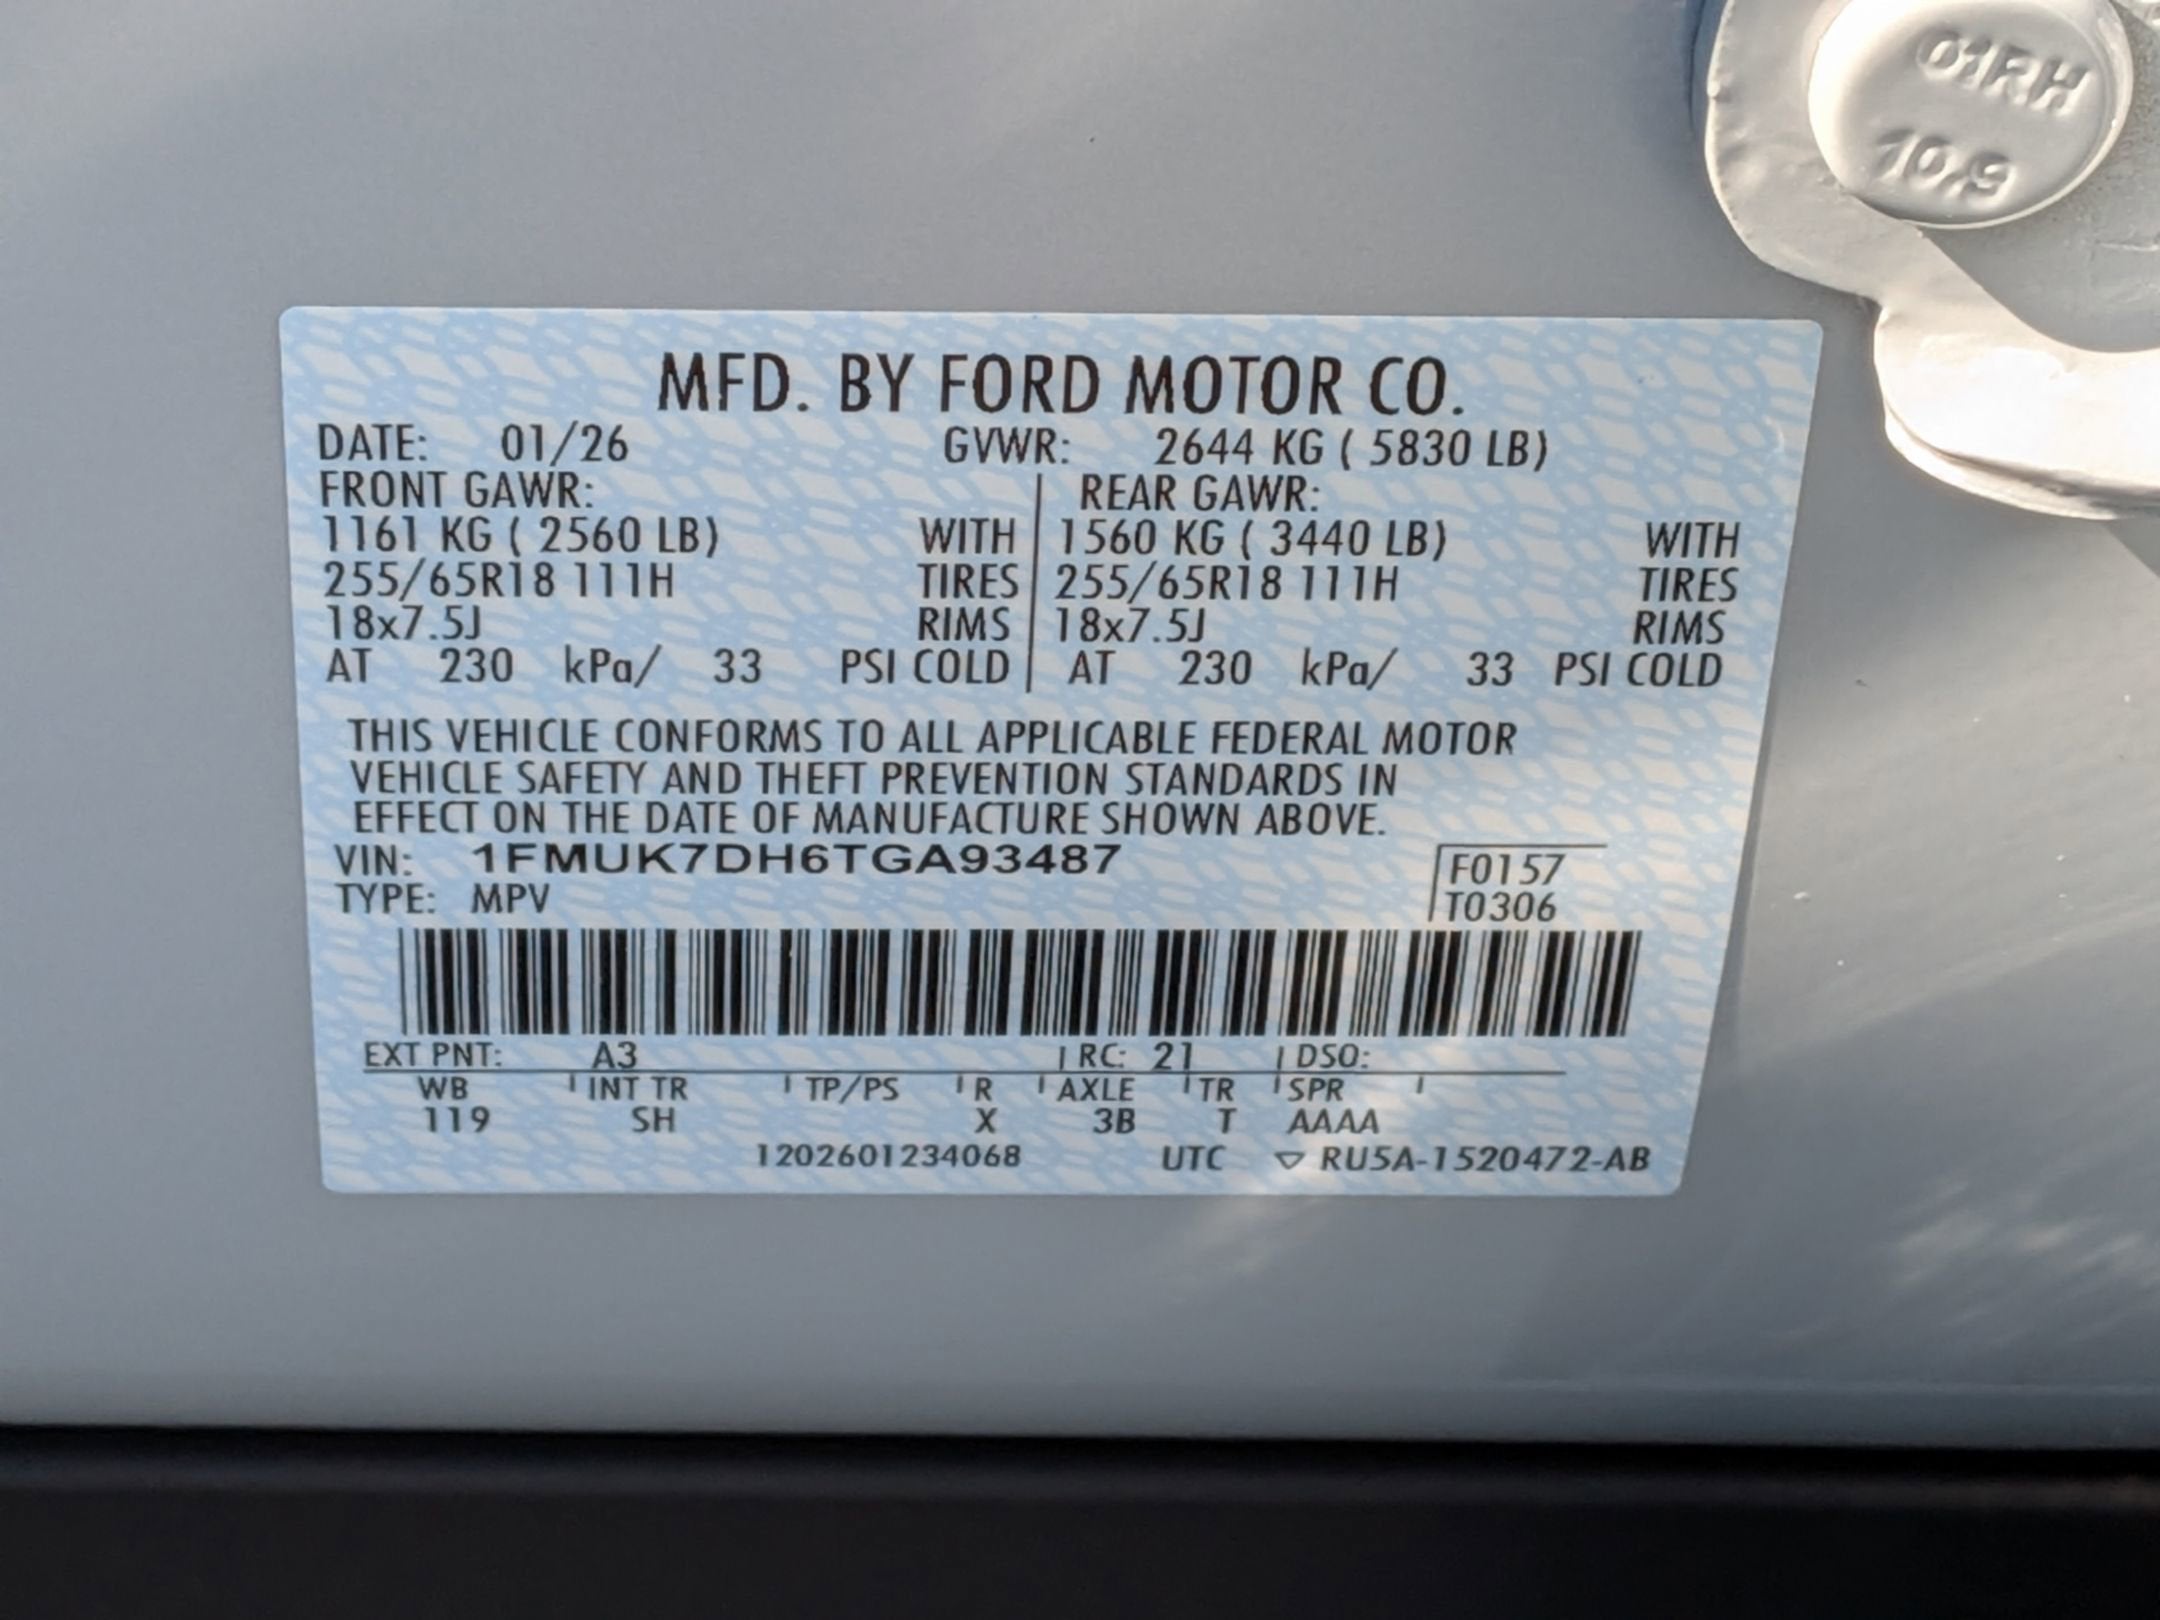 01RH
10.9
MFD. BY FORD MOTOR CO.
DATE: 01/26 GVWR: 2644 KG ( 5830 LB)
FRONT GAWR: REAR GAWR:
1161 KG ( 2560 LB) WITH 1560 KG ( 3440 LB) WITH
255/65R18 111H TIRES 255/65R18 111H TIRES
18x7.5J RIMS 18x7.5J RIMS
AT 230 kPa/ 33 PSI COLD AT 230 kPa/ 33 PSI COLD
THIS VEHICLE CONFORMS TO ALL APPLICABLE FEDERAL MOTOR
VEHICLE SAFETY AND THEFT PREVENTION STANDARDS IN
EFFECT ON THE DATE OF MANUFACTURE SHOWN ABOVE.
VIN: 1FMUK7DH6TGA93487 F0157
TYPE: MPV T0306
EXT PNT: A3 RC: 21 DSO:
WB INT TR TP/PS R AXLE TR SPR
119 SH X 3B T AAAA
1202601234068 UTC ▽ RU5A-1520472-AB